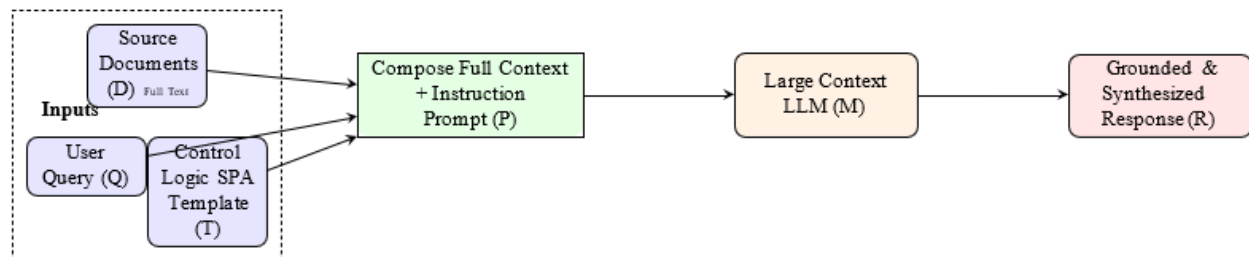 Source
Documents
(D) Full Text
Inputs
User
Query (Q)
Control
Logic SPA
Template
(T)
Compose Full Context
+ Instruction
Prompt (P)
Large Context
LLM (M)
Grounded &
Synthesized
Response (R)